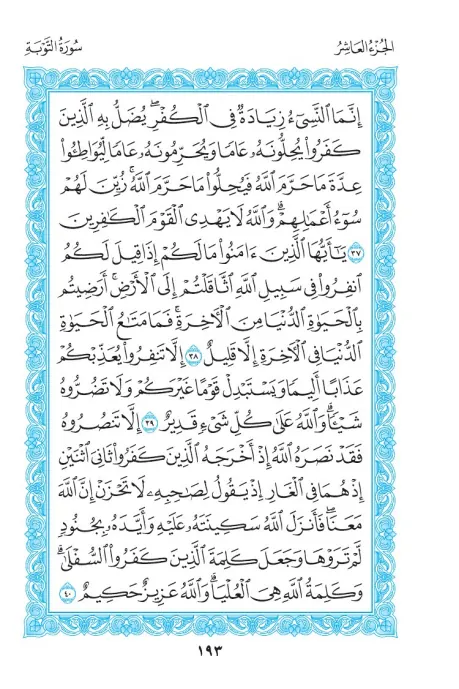 الجُزْءُ العَاشِرُ
سُورَةُ التَّوْبَةِ
إِنَّمَا ٱلنَّسِىٓءُ زِيَادَةٌ فِى ٱلْكُفْرِ ۖ يُضَلُّ بِهِ ٱلَّذِينَ
كَفَرُوا۟ يُحِلُّونَهُۥ عَامًا وَيُحَرِّمُونَهُۥ عَامًا لِّيُوَاطِـُٔوا۟
عِدَّةَ مَا حَرَّمَ ٱللَّهُ فَيُحِلُّوا۟ مَا حَرَّمَ ٱللَّهُ ۚ زُيِّنَ لَهُمْ
سُوٓءُ أَعْمَـٰلِهِمْ ۗ وَٱللَّهُ لَا يَهْدِى ٱلْقَوْمَ ٱلْكَـٰفِرِينَ
٣٧ يَـٰٓأَيُّهَا ٱلَّذِينَ ءَامَنُوا۟ مَا لَكُمْ إِذَا قِيلَ لَكُمُ
ٱنفِرُوا۟ فِى سَبِيلِ ٱللَّهِ ٱثَّاقَلْتُمْ إِلَى ٱلْأَرْضِ ۚ أَرَضِيتُم
بِٱلْحَيَوٰةِ ٱلدُّنْيَا مِنَ ٱلْـَٔاخِرَةِ ۚ فَمَا مَتَـٰعُ ٱلْحَيَوٰةِ
ٱلدُّنْيَا فِى ٱلْـَٔاخِرَةِ إِلَّا قَلِيلٌ ٣٨ إِلَّا تَنفِرُوا۟ يُعَذِّبْكُمْ
عَذَابًا أَلِيمًا وَيَسْتَبْدِلْ قَوْمًا غَيْرَكُمْ وَلَا تَضُرُّوهُ
شَيْـًٔا ۗ وَٱللَّهُ عَلَىٰ كُلِّ شَىْءٍ قَدِيرٌ ٣٩ إِلَّا تَنصُرُوهُ
فَقَدْ نَصَرَهُ ٱللَّهُ إِذْ أَخْرَجَهُ ٱلَّذِينَ كَفَرُوا۟ ثَانِىَ ٱثْنَيْنِ
إِذْ هُمَا فِى ٱلْغَارِ إِذْ يَقُولُ لِصَـٰحِبِهِۦ لَا تَحْزَنْ إِنَّ ٱللَّهَ
مَعَنَا ۖ فَأَنزَلَ ٱللَّهُ سَكِينَتَهُۥ عَلَيْهِ وَأَيَّدَهُۥ بِجُنُودٍ
لَّمْ تَرَوْهَا وَجَعَلَ كَلِمَةَ ٱلَّذِينَ كَفَرُوا۟ ٱلسُّفْلَىٰ ۗ
وَكَلِمَةُ ٱللَّهِ هِىَ ٱلْعُلْيَا ۗ وَٱللَّهُ عَزِيزٌ حَكِيمٌ ٤٠
١٩٣